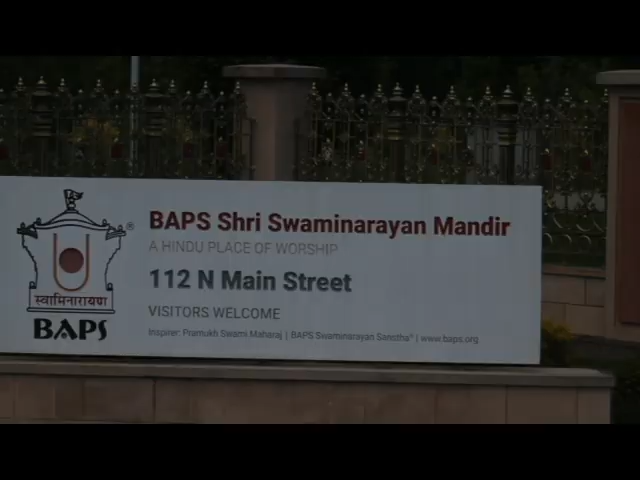 BAPS Shri Swaminarayan Mandir
A HINDU PLACE OF WORSHIP
112 N Main Street
VISITORS WELCOME
Inspirer: Pramukh Swami Maharaj | BAPS Swaminarayan Sanstha® | www.baps.org
®
स्वामिनारायण
BAPS